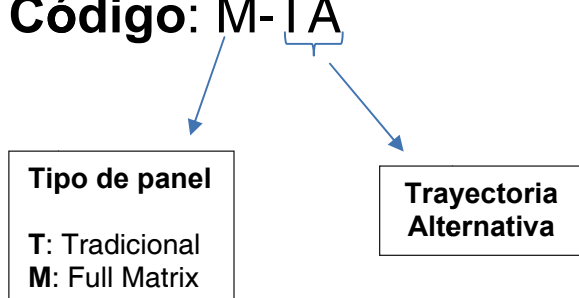 Código: M-TA
Tipo de panel
T: Tradicional
M: Full Matrix
Trayectoria
Alternativa